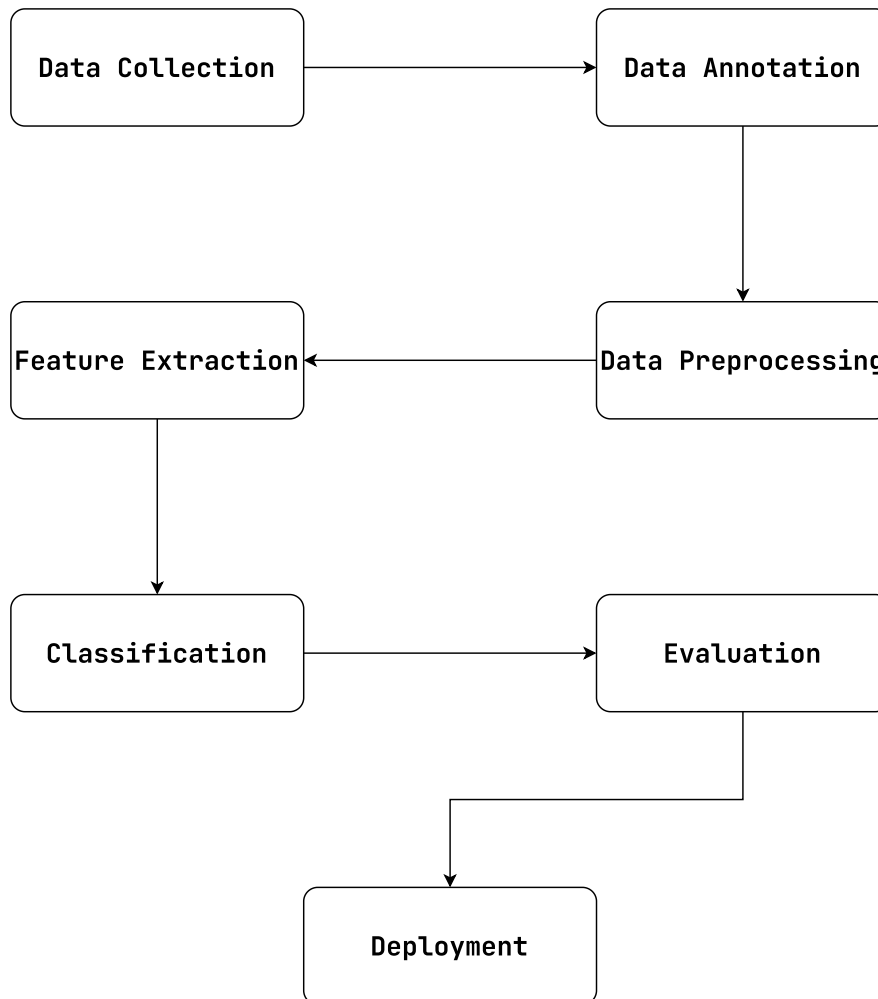 Data Collection
Data Annotation
Feature Extraction
Data Preprocessing
Classification
Evaluation
Deployment